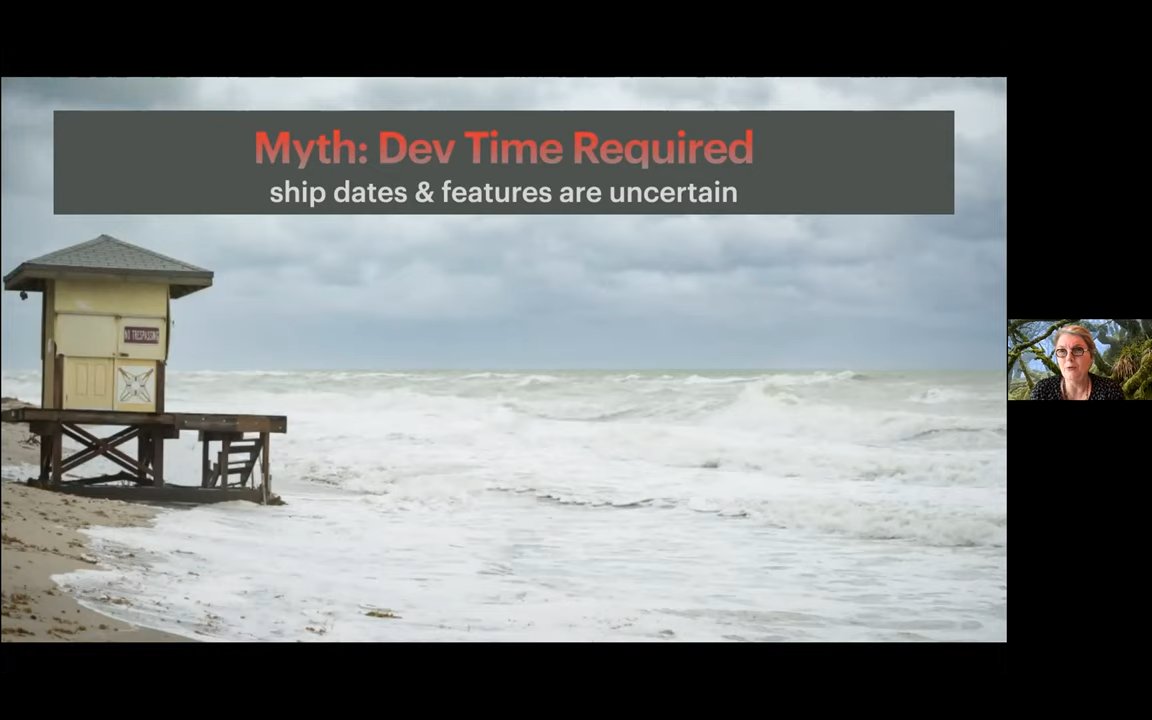 Myth: Dev Time Required
ship dates & features are uncertain
NO TRESPASSING